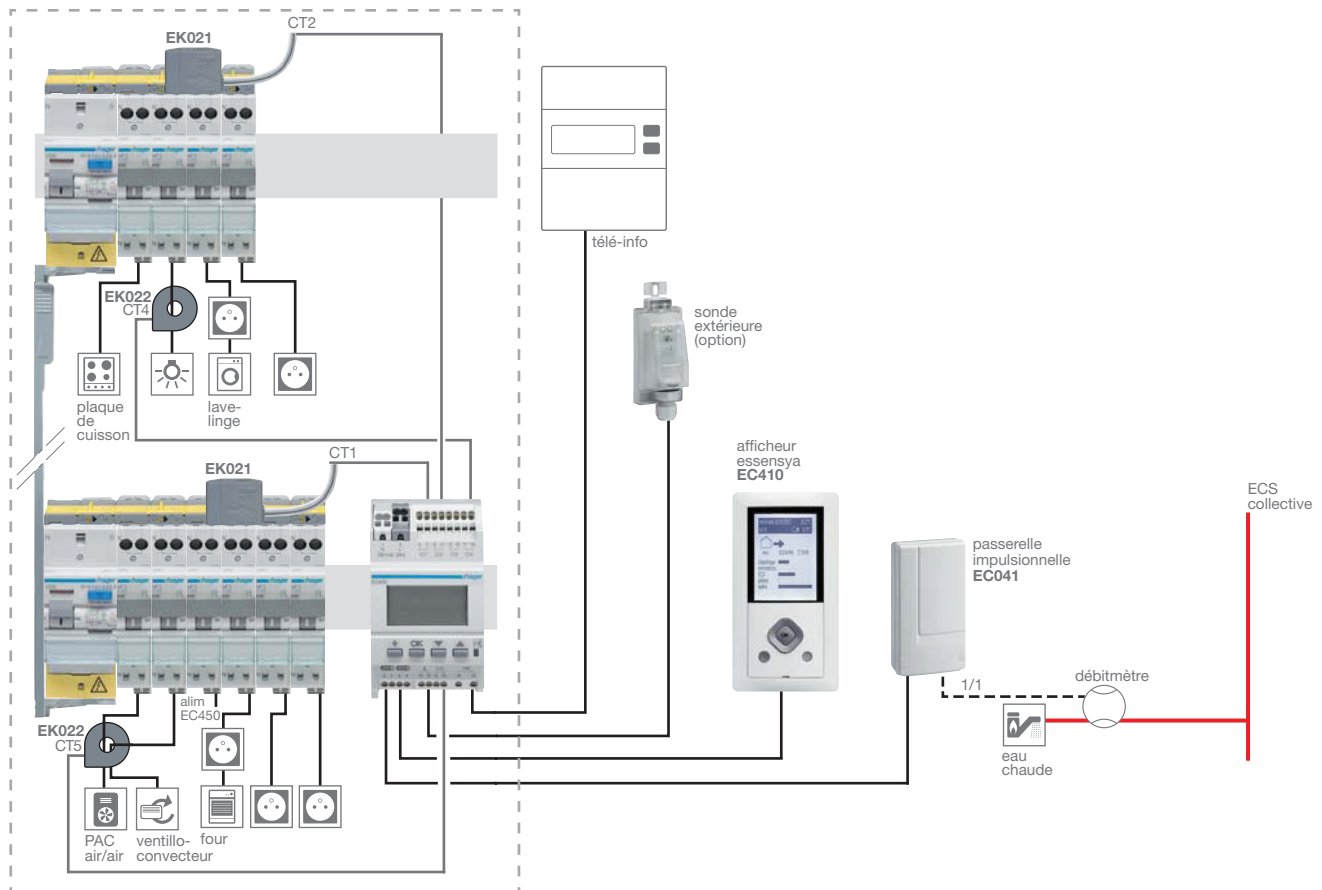 CT2
EK021
télé-info
EK022
CT4
sonde
extérieure
(option)
plaque
de
cuisson
lave-
linge
CT1
EK021
afficheur
essensya
EC410
ECS
collective
passerelle
impulsionnelle
EC041
hager
OK
alim
EC450
1/1
débitmètre
EK022
CT5
eau
chaude
PAC
air/air
ventillo-
convecteur
four